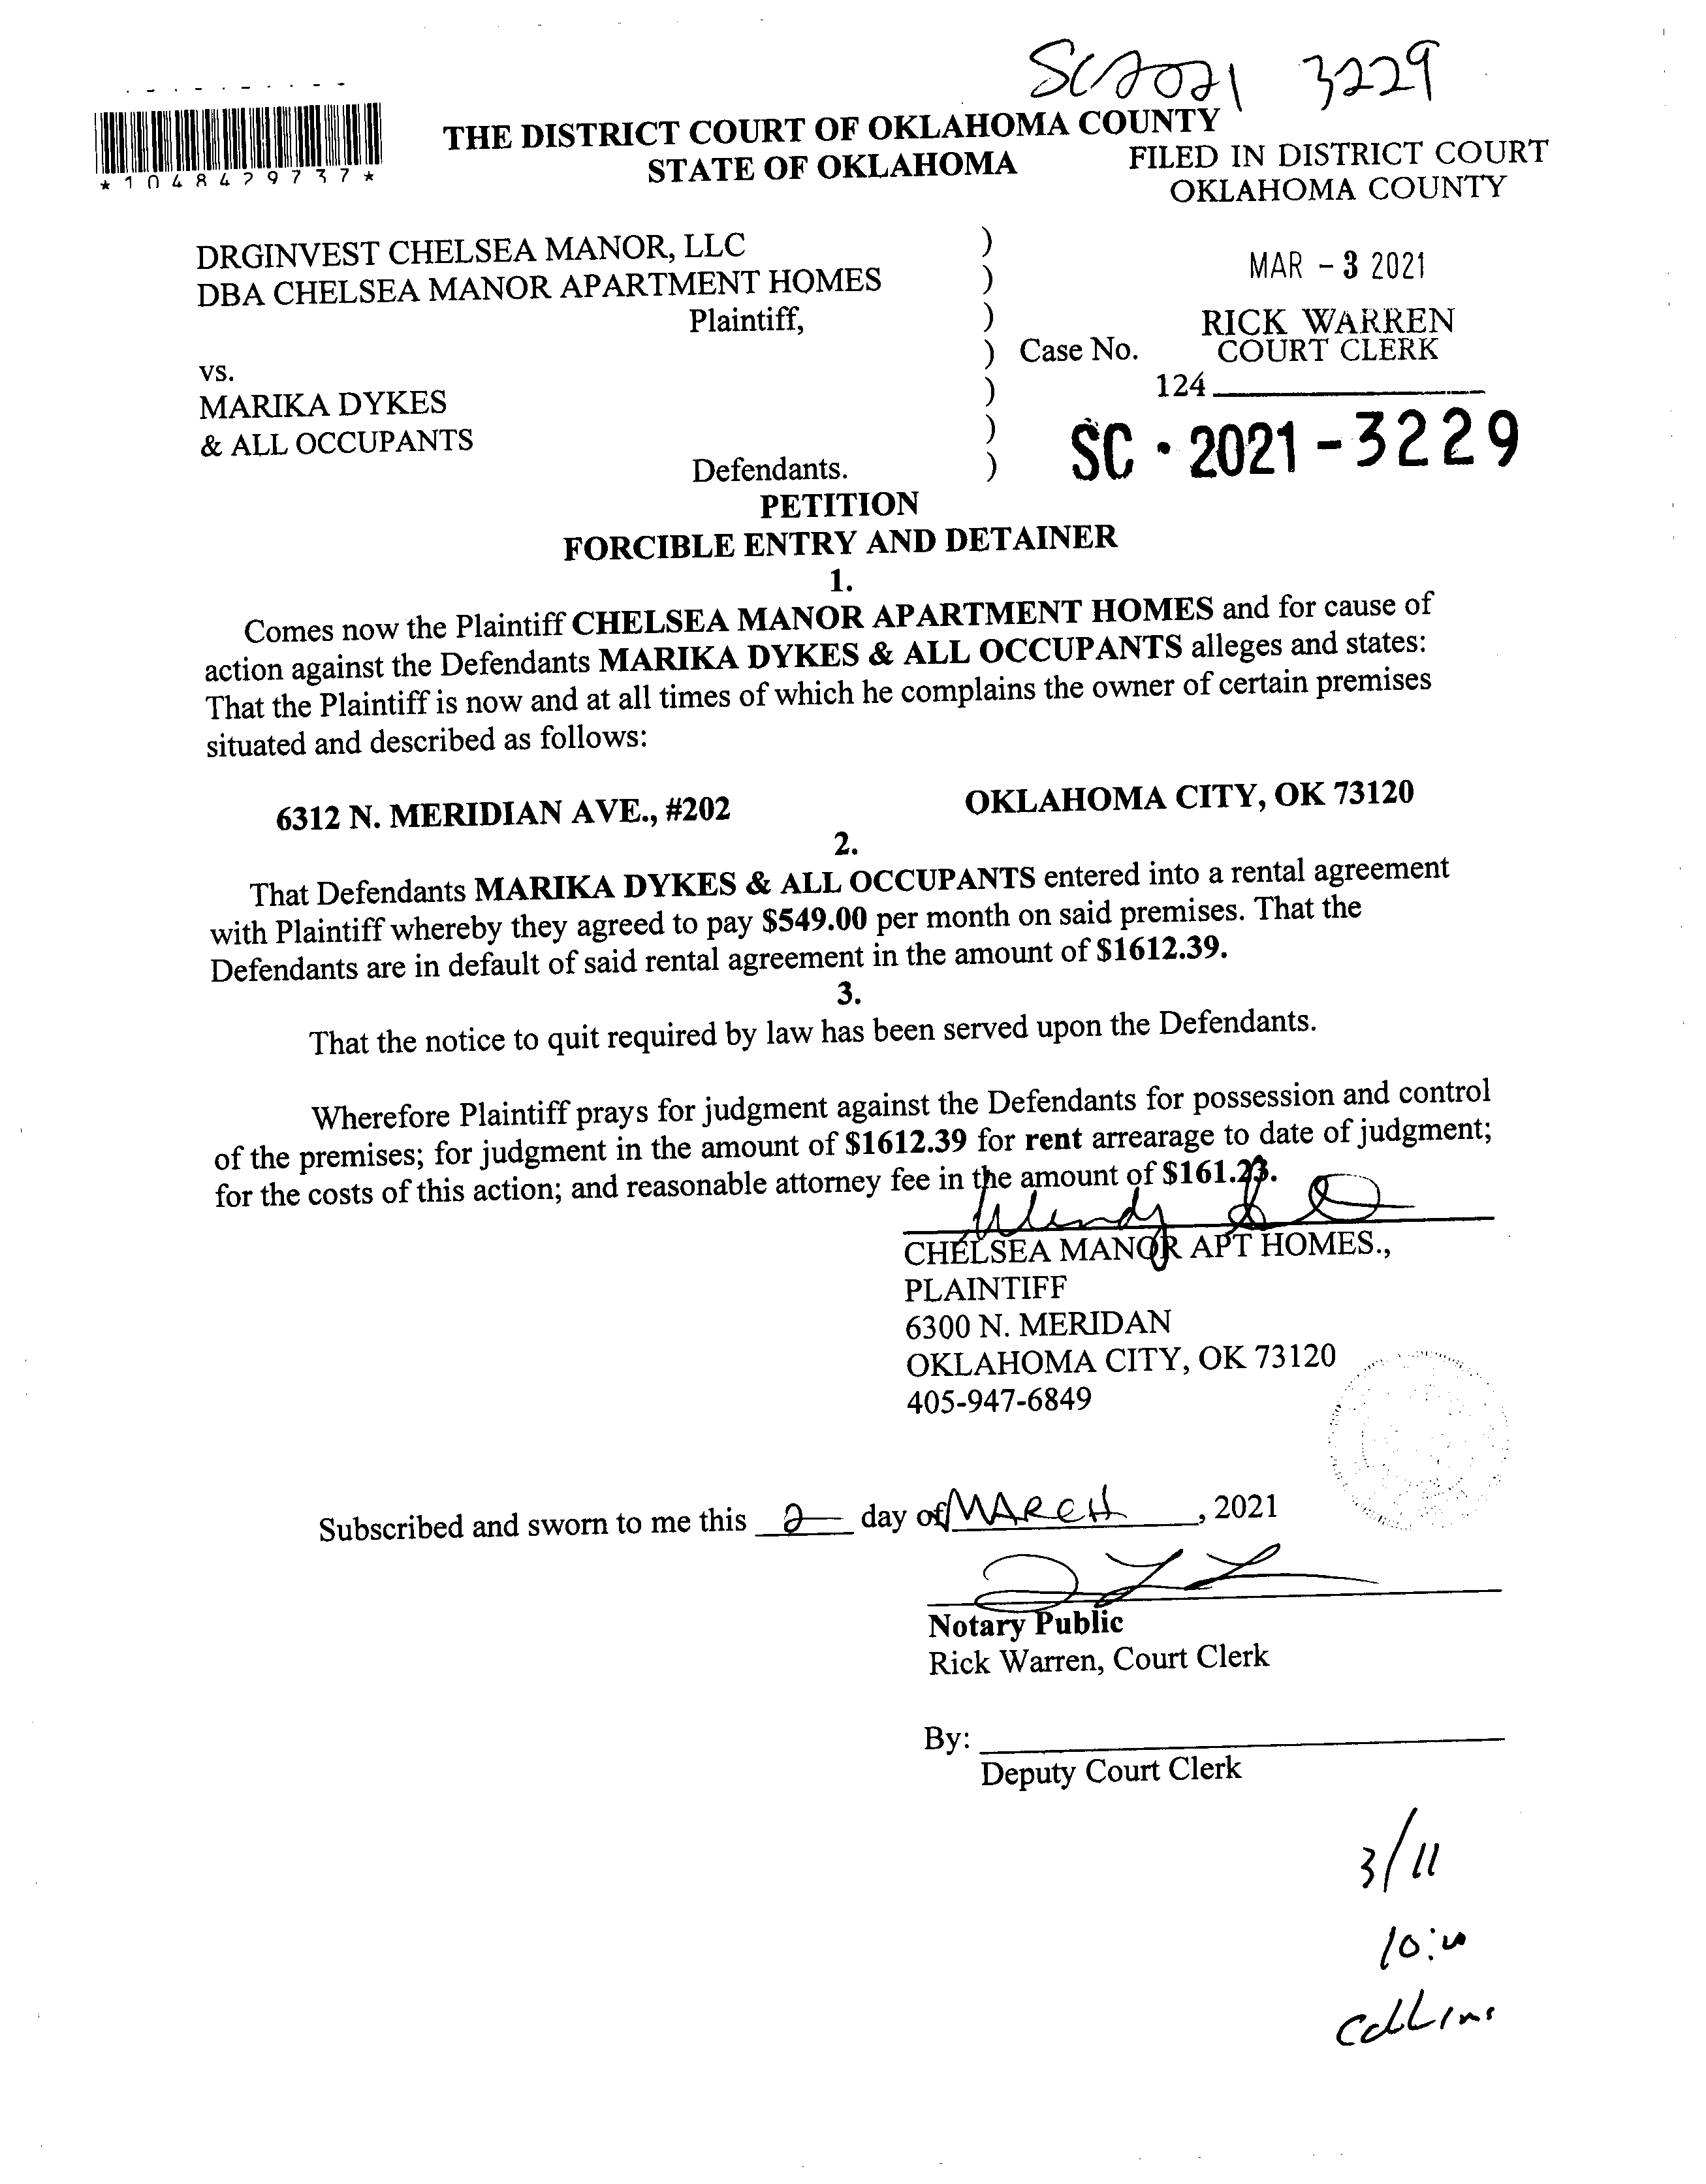 SC2021 3229
*1048429737*
THE DISTRICT COURT OF OKLAHOMA COUNTY
STATE OF OKLAHOMA
FILED IN DISTRICT COURT
OKLAHOMA COUNTY
DRGINVEST CHELSEA MANOR, LLC )
DBA CHELSEA MANOR APARTMENT HOMES )
MAR - 3 2021
Plaintiff, )
RICK WARREN
) Case No. COURT CLERK
vs.
MARIKA DYKES )
124
& ALL OCCUPANTS )
SC - 2021 - 3229
Defendants. )
PETITION
FORCIBLE ENTRY AND DETAINER
1.
Comes now the Plaintiff CHELSEA MANOR APARTMENT HOMES and for cause of
action against the Defendants MARIKA DYKES & ALL OCCUPANTS alleges and states:
That the Plaintiff is now and at all times of which he complains the owner of certain premises
situated and described as follows:
6312 N. MERIDIAN AVE., #202 OKLAHOMA CITY, OK 73120
2.
That Defendants MARIKA DYKES & ALL OCCUPANTS entered into a rental agreement
with Plaintiff whereby they agreed to pay $549.00 per month on said premises. That the
Defendants are in default of said rental agreement in the amount of $1612.39.
3.
That the notice to quit required by law has been served upon the Defendants.
Wherefore Plaintiff prays for judgment against the Defendants for possession and control
of the premises; for judgment in the amount of $1612.39 for rent arrearage to date of judgment;
for the costs of this action; and reasonable attorney fee in the amount of $161.23.
Wendy
CHELSEA MANOR APT HOMES.,
PLAINTIFF
6300 N. MERIDAN
OKLAHOMA CITY, OK 73120
405-947-6849
Subscribed and sworn to me this 2 day of MARCH, 2021
Notary Public
Rick Warren, Court Clerk
By:
Deputy Court Clerk
3/11
10:00
Collins